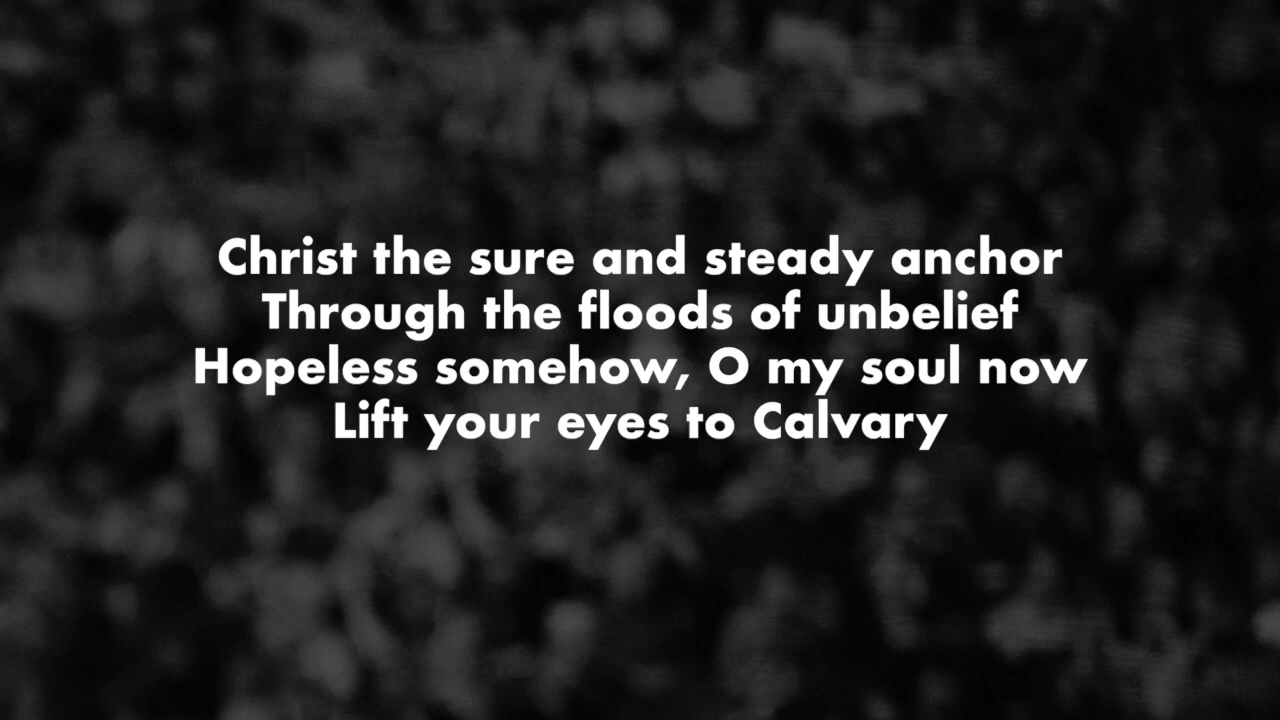 Christ the sure and steady anchor
Through the floods of unbelief
Hopeless somehow, O my soul now
Lift your eyes to Calvary